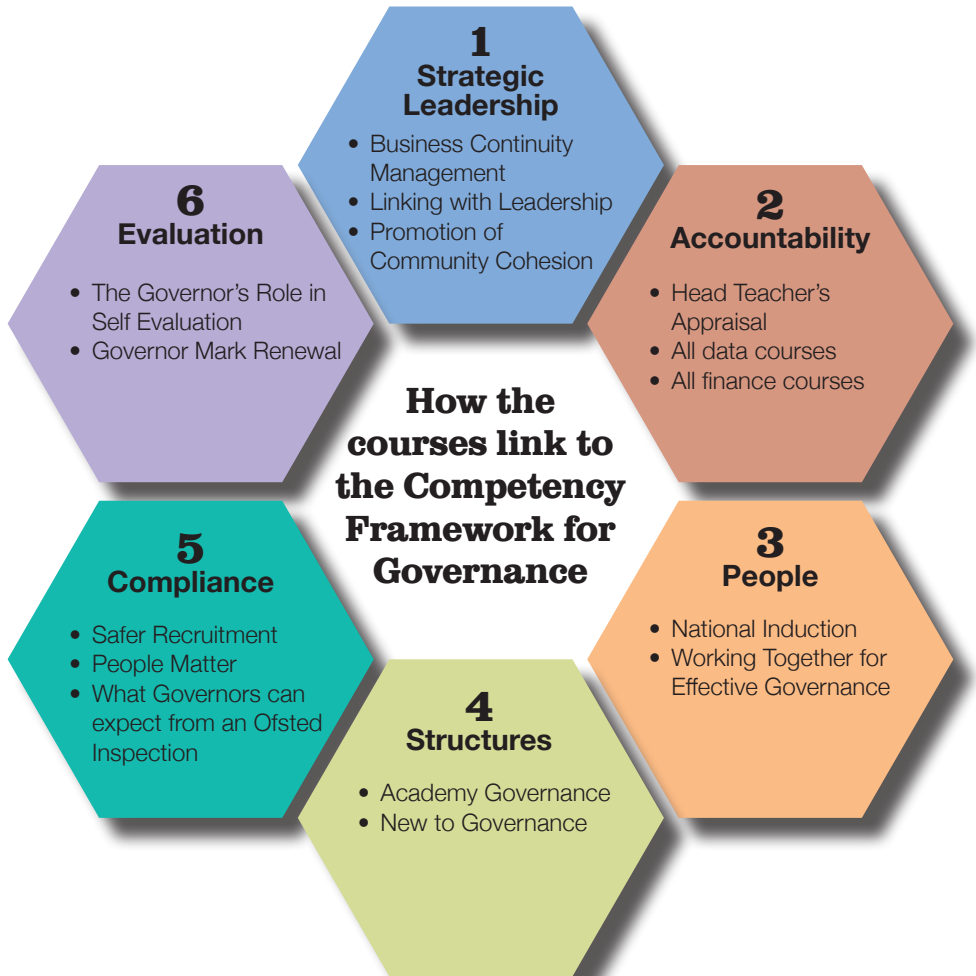 1
Strategic
Leadership
• Business Continuity
Management
• Linking with Leadership
• Promotion of
Community Cohesion
2
Accountability
• Head Teacher’s
Appraisal
• All data courses
• All finance courses
3
People
• National Induction
• Working Together for
Effective Governance
4
Structures
• Academy Governance
• New to Governance
5
Compliance
• Safer Recruitment
• People Matter
• What Governors can
expect from an Ofsted
Inspection
6
Evaluation
• The Governor’s Role in
Self Evaluation
• Governor Mark Renewal
How the
courses link to
the Competency
Framework for
Governance